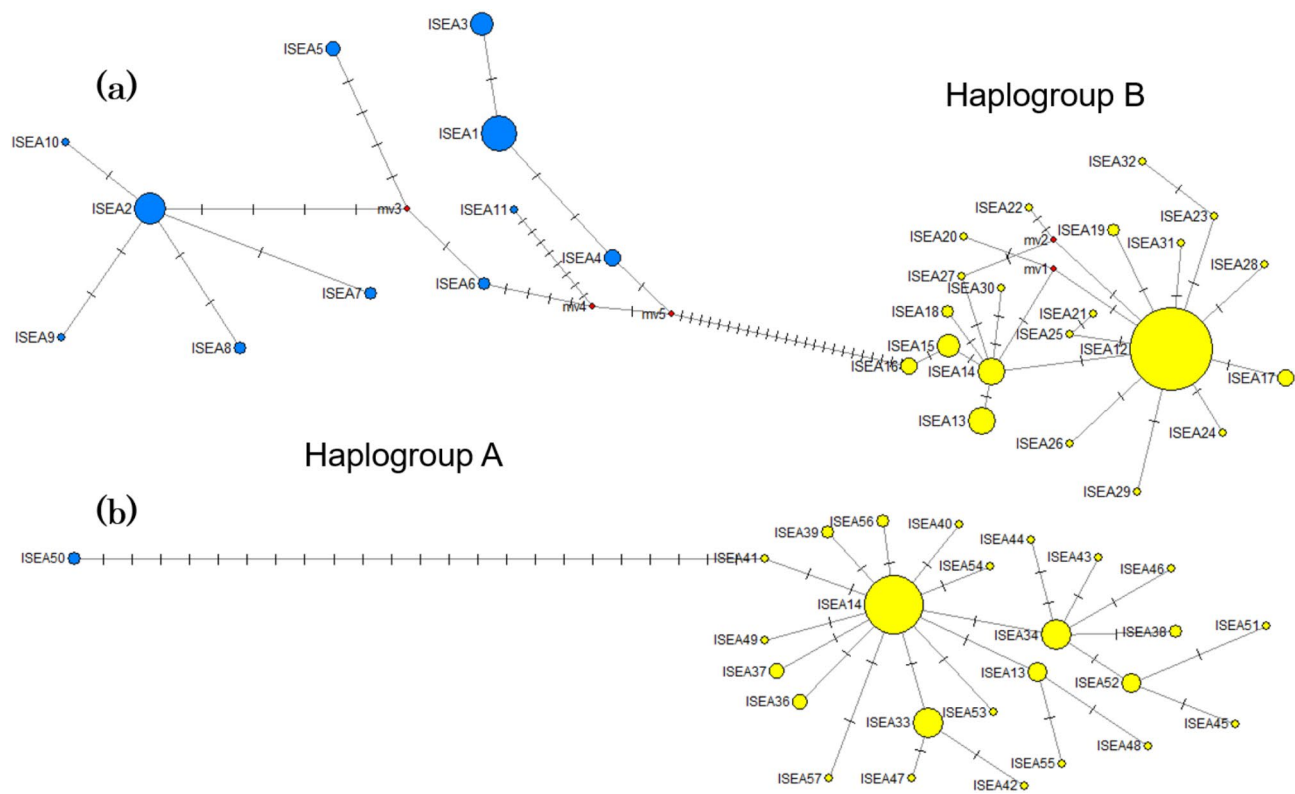 (a)
Haplogroup B
ISEA3
ISEA5
ISEA1
ISEA10
ISEA2
mv3
ISEA11
ISEA4
ISEA6
ISEA7
mv4
mv5
ISEA9
ISEA8
ISEA32
ISEA22
ISEA23
ISEA20
mv2
ISEA19
ISEA31
ISEA28
mv1
ISEA27
ISEA30
ISEA18
ISEA21
ISEA25
ISEA15
ISEA12
ISEA16
ISEA14
ISEA17
ISEA13
ISEA26
ISEA24
ISEA29
Haplogroup A
(b)
ISEA50
ISEA41
ISEA39
ISEA56
ISEA40
ISEA44
ISEA43
ISEA54
ISEA46
ISEA14
ISEA34
ISEA38
ISEA51
ISEA49
ISEA37
ISEA13
ISEA52
ISEA36
ISEA33
ISEA53
ISEA45
ISEA48
ISEA55
ISEA57
ISEA47
ISEA42